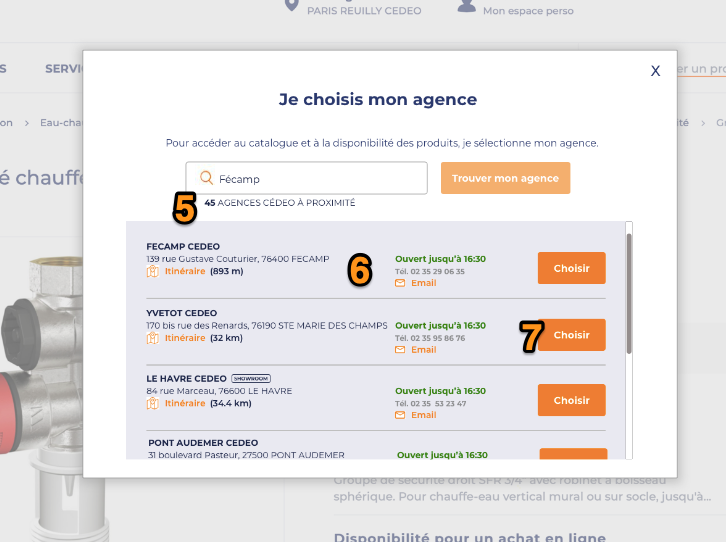 PARIS REUILLY CEDEO
Mon espace perso
S SERVI
X
er un pro
on > Eau-cha
té > G
Je choisis mon agence
é chauffe
Pour accéder au catalogue et à la disponibilité des produits, je sélectionne mon agence.
Fécamp
Trouver mon agence
5
45 AGENCES CÉDEO À PROXIMITÉ
FECAMP CEDEO
139 rue Gustave Couturier, 76400 FECAMP
Itinéraire (893 m)
6
Ouvert jusqu'à 16:30
Tél. 02 35 29 06 35
Email
Choisir
YVETOT CEDEO
170 bis rue des Renards, 76190 STE MARIE DES CHAMPS
Itinéraire (32 km)
Ouvert jusqu'à 16:30
Tél. 02 35 95 86 76
Email
7
Choisir
LE HAVRE CEDEO SHOWROOM
84 rue Marceau, 76600 LE HAVRE
Itinéraire (34.4 km)
Ouvert jusqu'à 16:30
Tél. 02 35 53 23 47
Email
Choisir
PONT AUDEMER CEDEO
31 boulevard Pasteur, 27500 PONT AUDEMER
Ouvert jusqu'à 16:30
Groupe de sécurité droit SFR 3/4" avec robinet à boisseau
sphérique. Pour chauffe-eau vertical mural ou sur socle, jusqu'à...
Disponibilité pour un achat en ligne